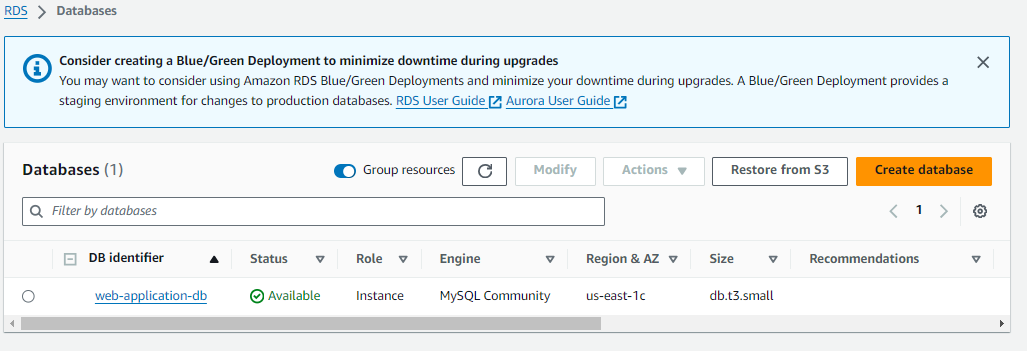 RDS > Databases
Consider creating a Blue/Green Deployment to minimize downtime during upgrades
You may want to consider using Amazon RDS Blue/Green Deployments and minimize your downtime during upgrades. A Blue/Green Deployment provides a
staging environment for changes to production databases. RDS User Guide Aurora User Guide
Databases (1) Group resources Modify Actions Restore from S3 Create database
Filter by databases 1
DB identifier Status Role Engine Region & AZ Size Recommendations
web-application-db Available Instance MySQL Community us-east-1c db.t3.small